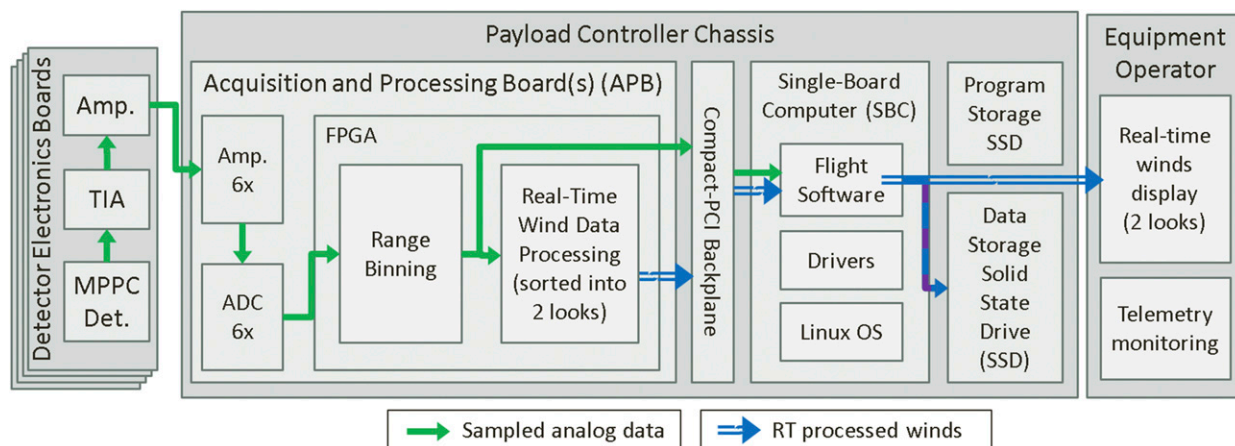 Detector Electronics Boards
Amp.
TIA
MPPC
Det.
Payload Controller Chassis
Acquisition and Processing Board(s) (APB)
Amp.
6x
ADC
6x
FPGA
Range
Binning
Real-Time
Wind Data
Processing
(sorted into
2 looks)
Compact-PCI Backplane
Single-Board
Computer (SBC)
Flight
Software
Drivers
Linux OS
Program
Storage
SSD
Data
Storage
Solid
State
Drive
(SSD)
Equipment
Operator
Real-time
winds
display
(2 looks)
Telemetry
monitoring
Sampled analog data
RT processed winds